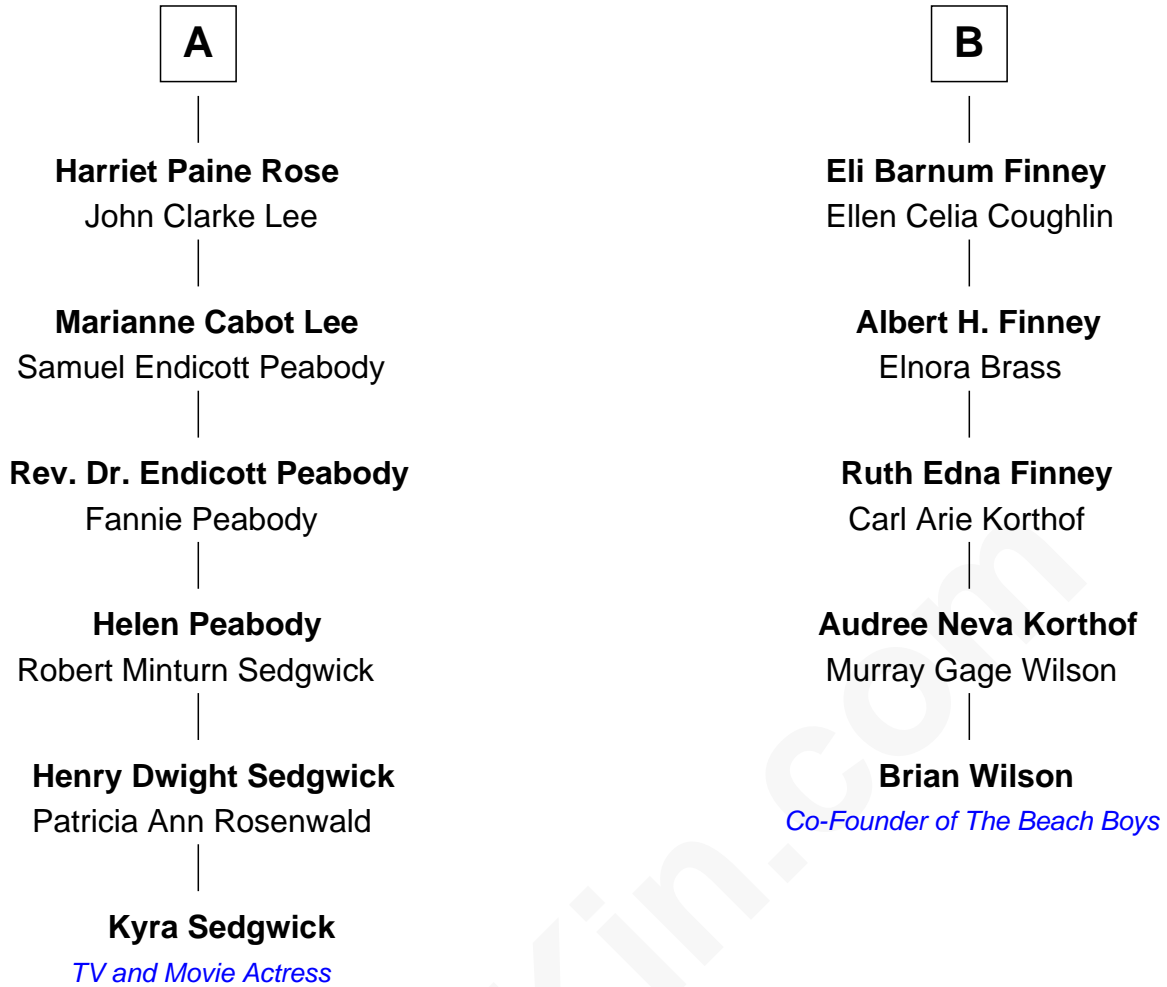 A
Harriet Paine Rose
John Clarke Lee
Marianne Cabot Lee
Samuel Endicott Peabody
Rev. Dr. Endicott Peabody
Fannie Peabody
Helen Peabody
Robert Minturn Sedgwick
Henry Dwight Sedgwick
Patricia Ann Rosenwald
Kyra Sedgwick
TV and Movie Actress
B
Eli Barnum Finney
Ellen Celia Coughlin
Albert H. Finney
Elnora Brass
Ruth Edna Finney
Carl Arie Korthof
Audree Neva Korthof
Murray Gage Wilson
Brian Wilson
Co-Founder of The Beach Boys